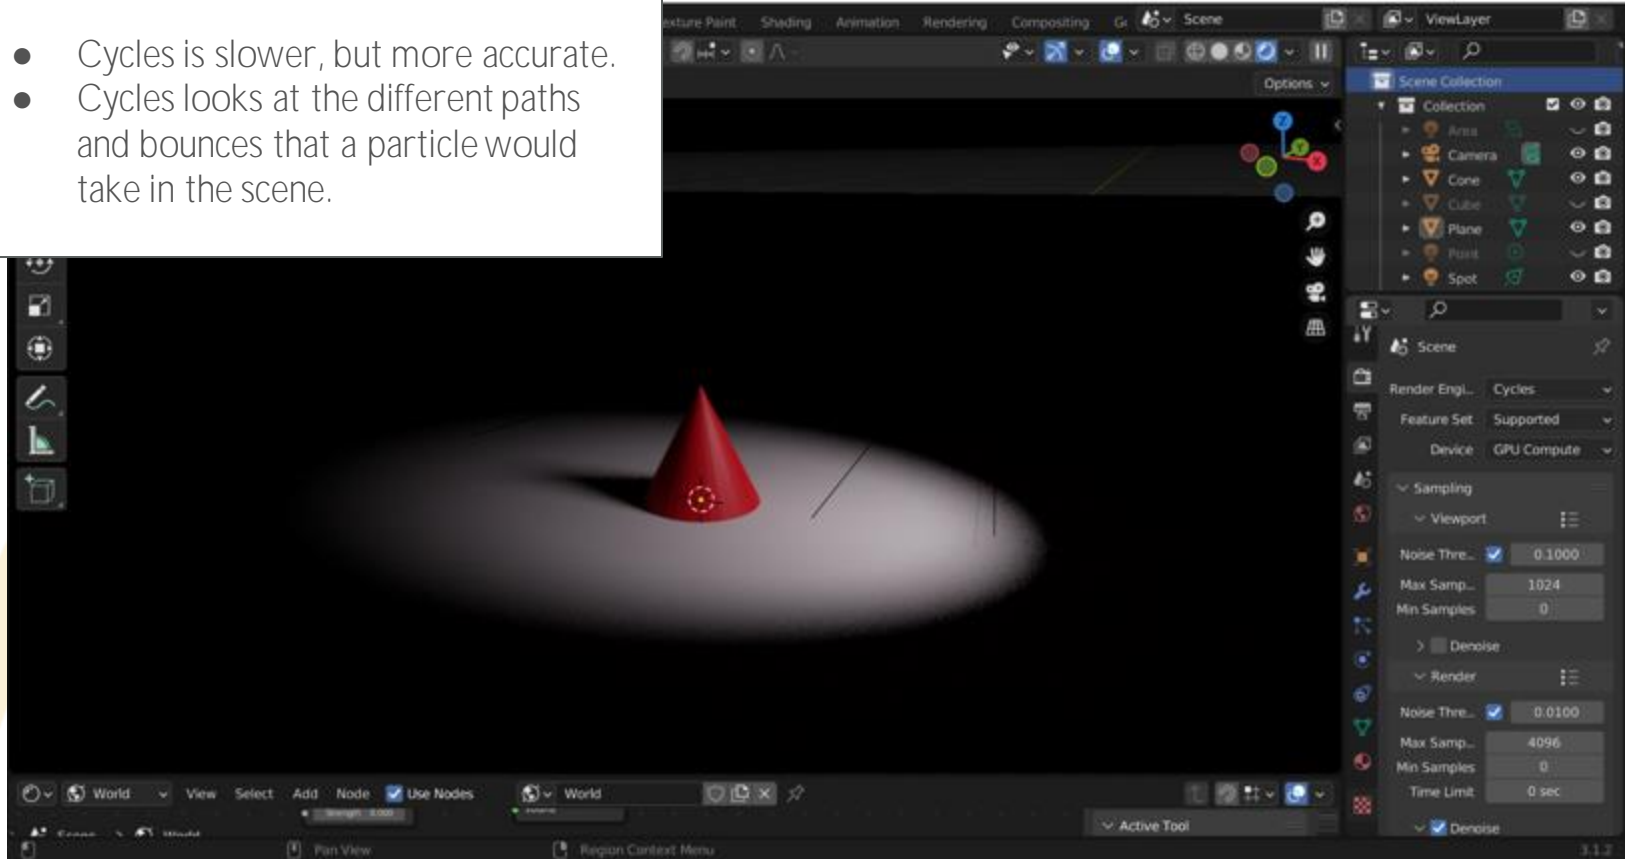 ● Cycles is slower, but more accurate.
● Cycles looks at the different paths
and bounces that a particle would
take in the scene.
exture Paint Shading Animation Rendering Compositing Ge Scene ViewLayer
Options
Scene Collection
Collection
Area
Camera
Cone
Cube
Plane
Point
Spot
Z
Y
X
Scene
Render Engi... Cycles
Feature Set Supported
Device GPU Compute
Sampling
Viewport
Noise Thre... 0.1000
Max Samp... 1024
Min Samples 0
Denoise
Render
Noise Thre... 0.0100
Max Samp... 4096
Min Samples 0
Time Limit 0 sec
Denoise
World View Select Add Node Use Nodes World
Strength
Active Tool
Scene > World
Pan View Region Context Menu 3.1.2